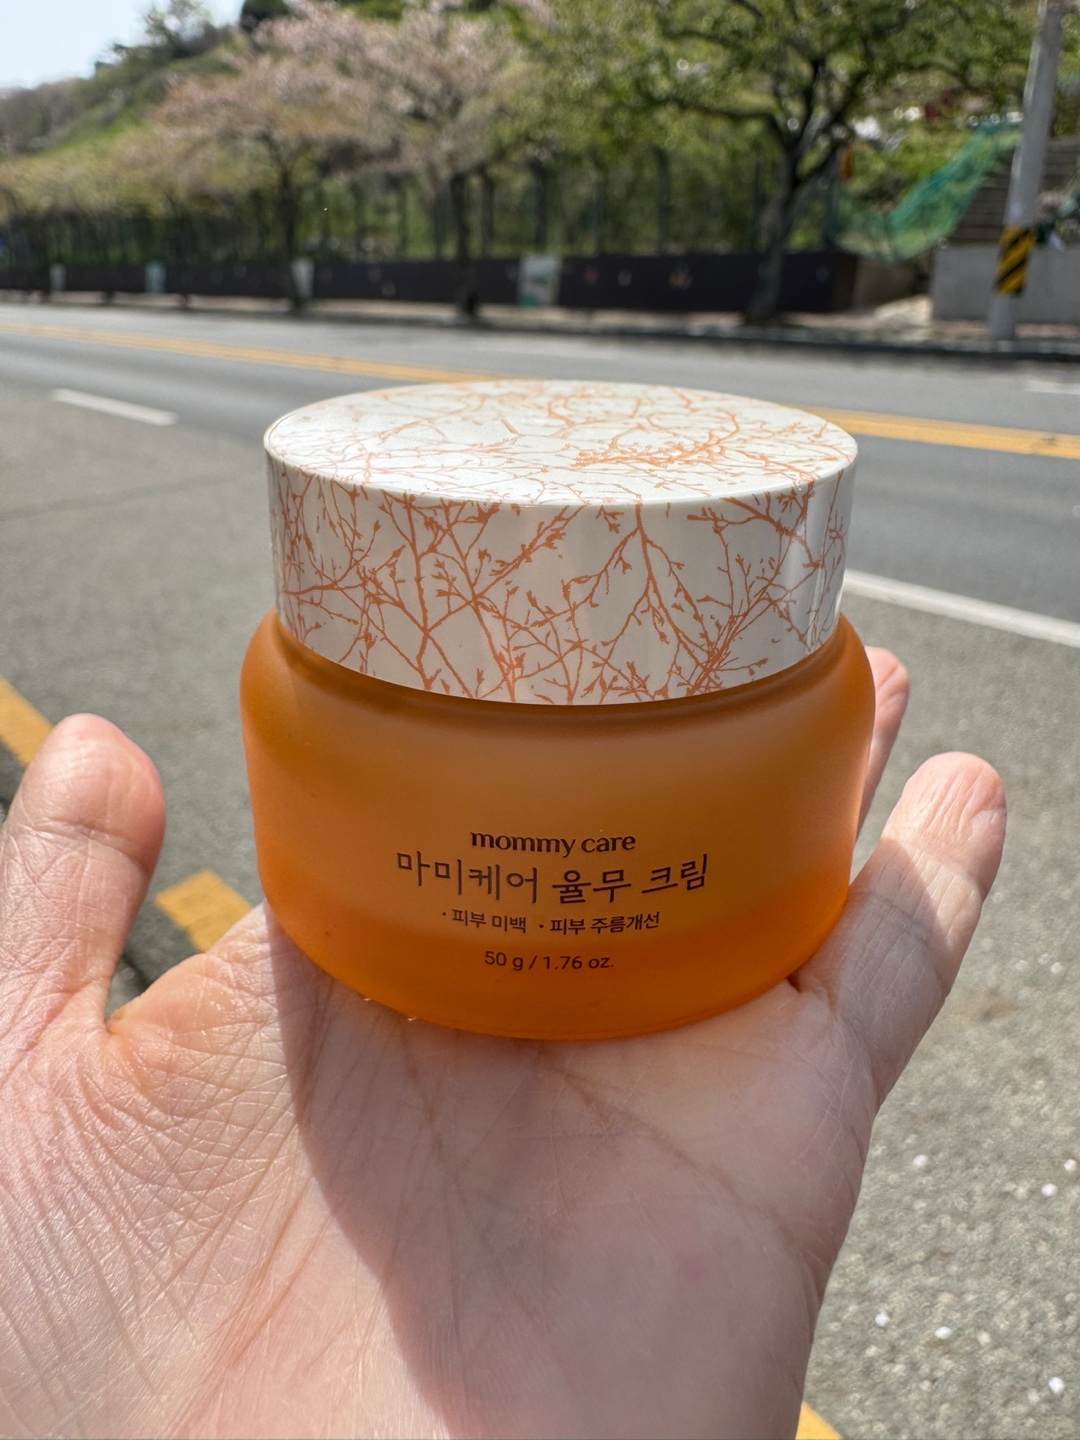 mommy care
마미케어 율무 크림
· 피부 미백 · 피부 주름개선
50 g / 1.76 oz.